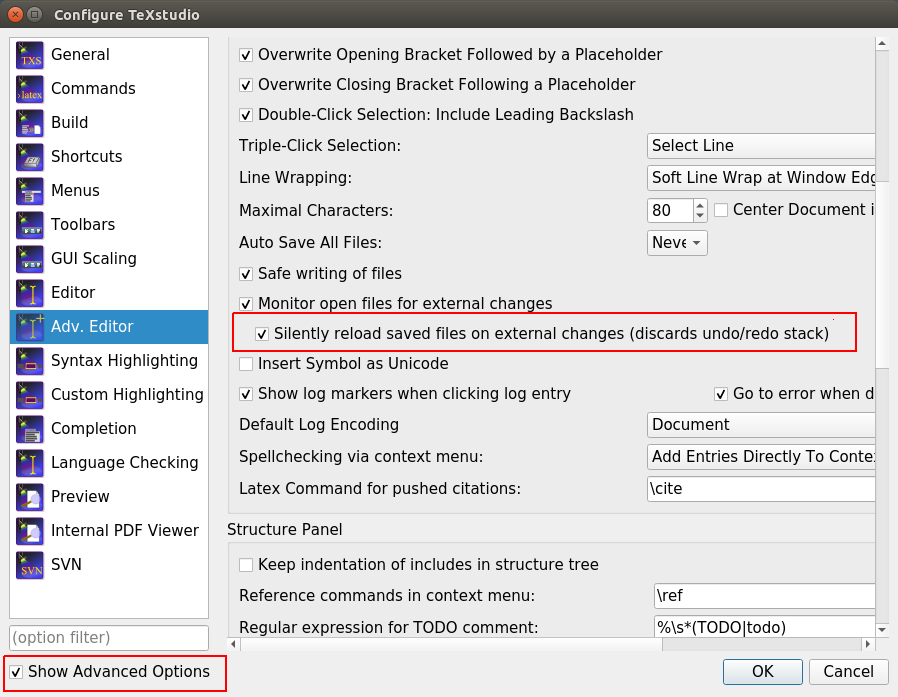 Configure TeXstudio
General
Commands
Build
Shortcuts
Menus
Toolbars
GUI Scaling
Editor
Adv. Editor
Syntax Highlighting
Custom Highlighting
Completion
Language Checking
Preview
Internal PDF Viewer
SVN
(option filter)
Show Advanced Options
Overwrite Opening Bracket Followed by a Placeholder
Overwrite Closing Bracket Following a Placeholder
Double-Click Selection: Include Leading Backslash
Triple-Click Selection: Select Line
Line Wrapping: Soft Line Wrap at Window Edg
Maximal Characters: 80 Center Document i
Auto Save All Files: Neve
Safe writing of files
Monitor open files for external changes
Silently reload saved files on external changes (discards undo/redo stack)
Insert Symbol as Unicode
Show log markers when clicking log entry Go to error when d
Default Log Encoding Document
Spellchecking via context menu: Add Entries Directly To Conte
Latex Command for pushed citations: \cite
Structure Panel
Keep indentation of includes in structure tree
Reference commands in context menu: \ref
Regular expression for TODO comment: %\s*(TODO|todo)
OK Cancel